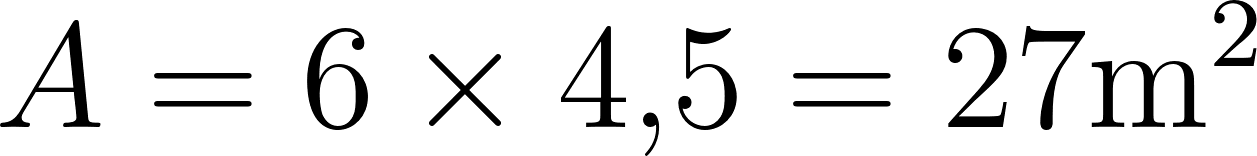 A = 6 × 4,5 = 27m²